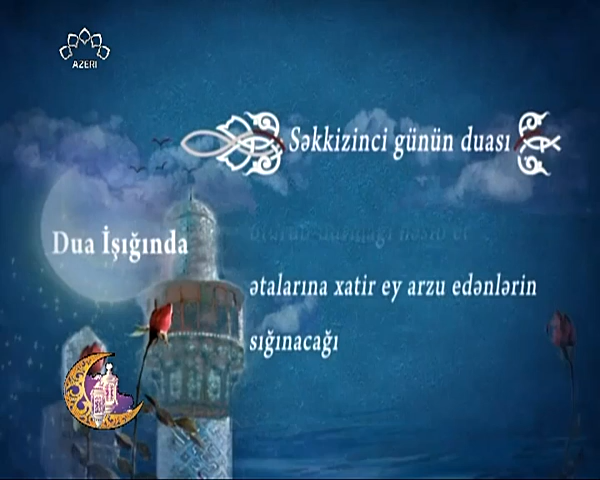 AZERI
Səkkizinci günün duası
Dua İşığında
ətalarına xatir ey arzu edənlərin
sığınacağı